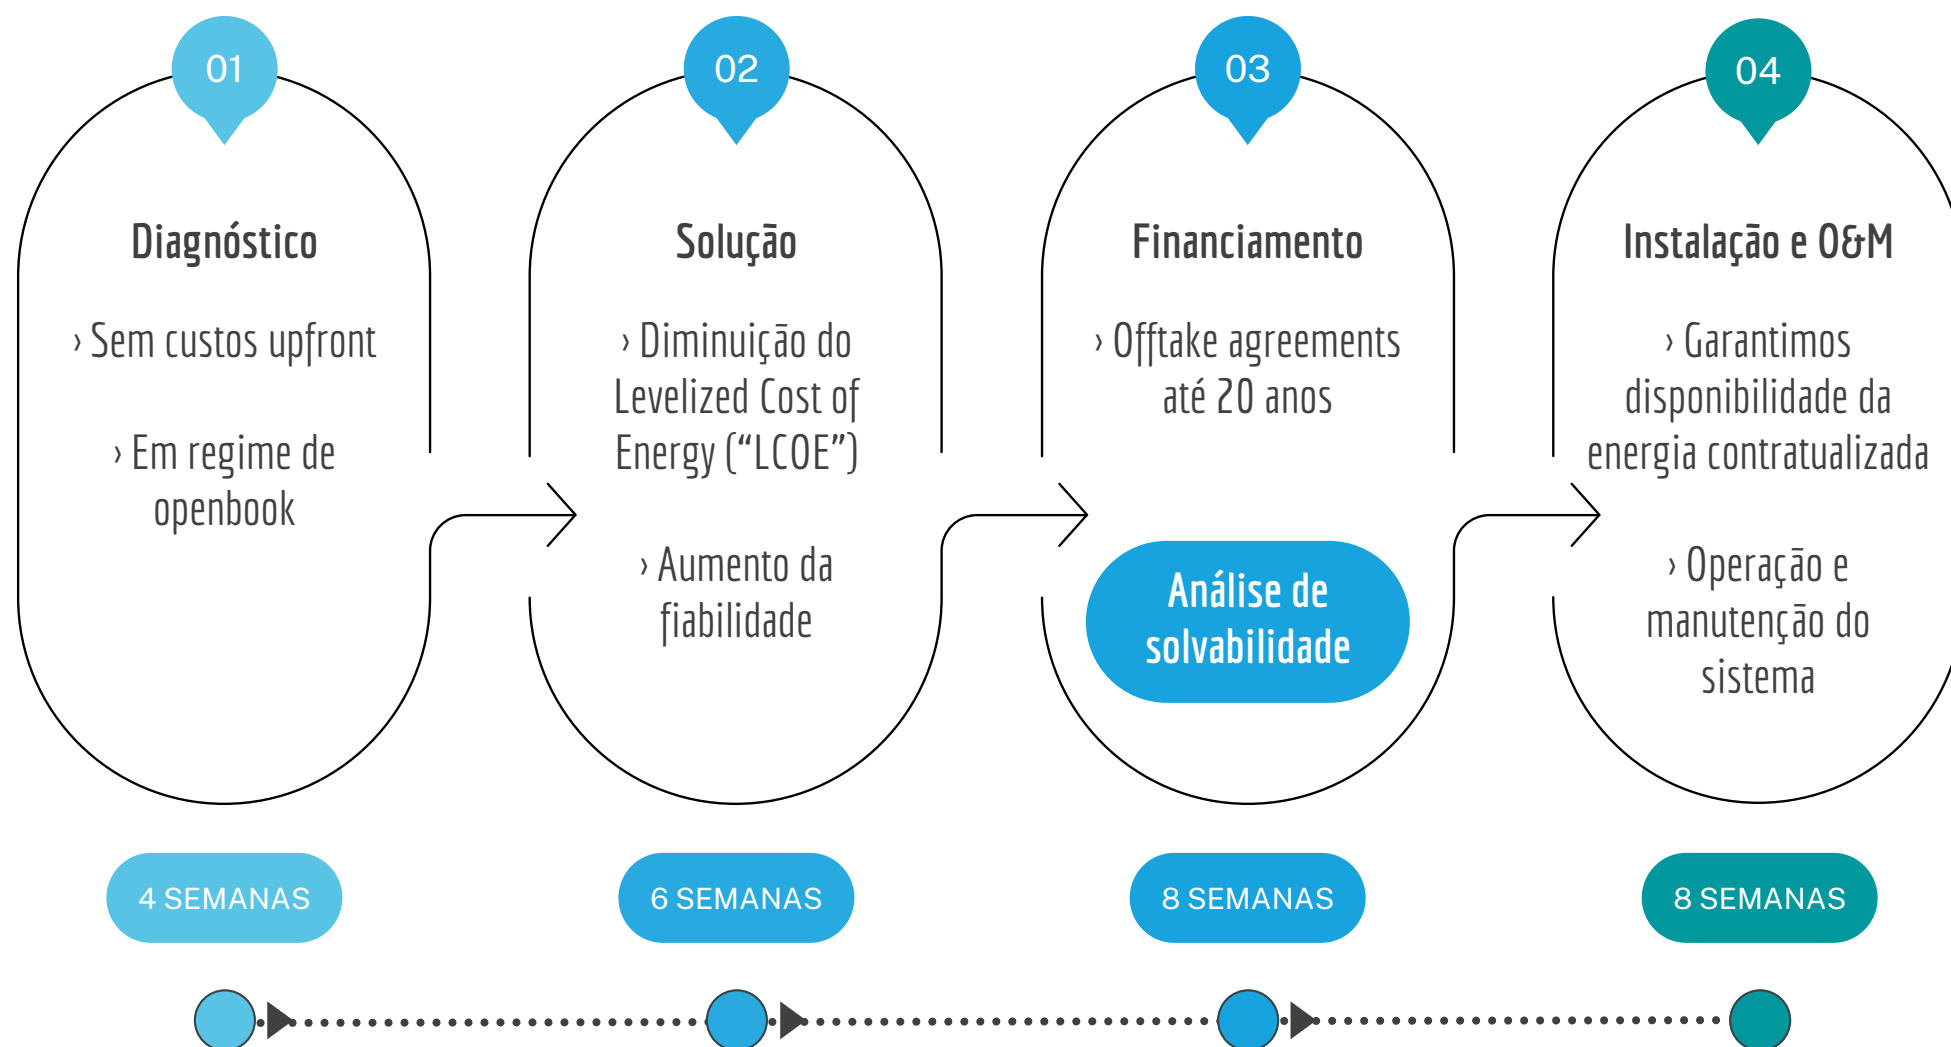 01
Diagnóstico
› Sem custos upfront
› Em regime de
openbook
4 SEMANAS
02
Solução
› Diminuição do
Levelized Cost of
Energy (“LCOE”)
› Aumento da
fiabilidade
6 SEMANAS
03
Financiamento
› Offtake agreements
até 20 anos
Análise de
solvabilidade
8 SEMANAS
04
Instalação e O&M
› Garantimos
disponibilidade da
energia contratualizada
› Operação e
manutenção do
sistema
8 SEMANAS